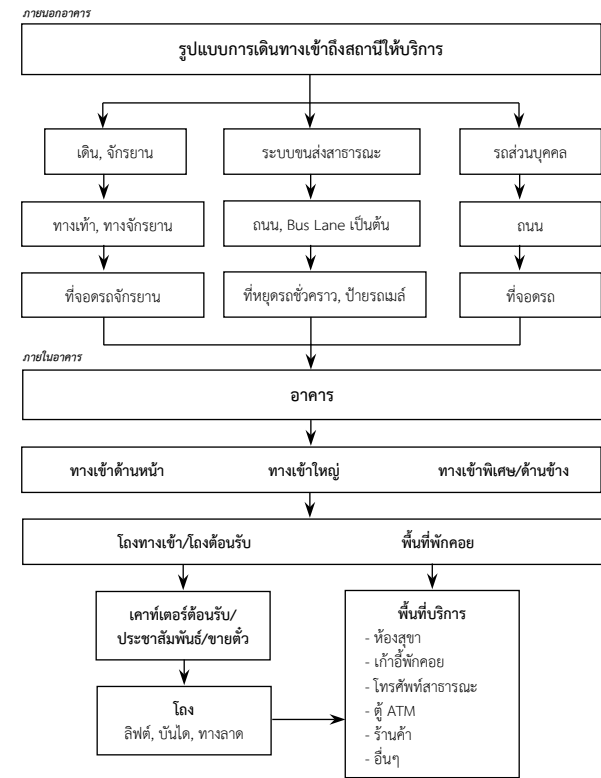 ภายนอกอาคาร
รูปแบบการเดินทางเข้าถึงสถานีให้บริการ
เดิน, จักรยาน
ระบบขนส่งสาธารณะ
รถส่วนบุคคล
ทางเท้า, ทางจักรยาน
ถนน, Bus Lane เป็นต้น
ถนน
ที่จอดรถจักรยาน
ที่หยุดรถชั่วคราว, ป้ายรถเมล์
ที่จอดรถ
ภายในอาคาร
อาคาร
ทางเข้าด้านหน้า
ทางเข้าใหญ่
ทางเข้าพิเศษ/ด้านข้าง
โถงทางเข้า/โถงต้อนรับ
พื้นที่พักคอย
เคาท์เตอร์ต้อนรับ/
ประชาสัมพันธ์/ขายตั๋ว
โถง
ลิฟต์, บันได, ทางลาด
พื้นที่บริการ
- ห้องสุขา
- เก้าอี้พักคอย
- โทรศัพท์สาธารณะ
- ตู้ ATM
- ร้านค้า
- อื่นๆ